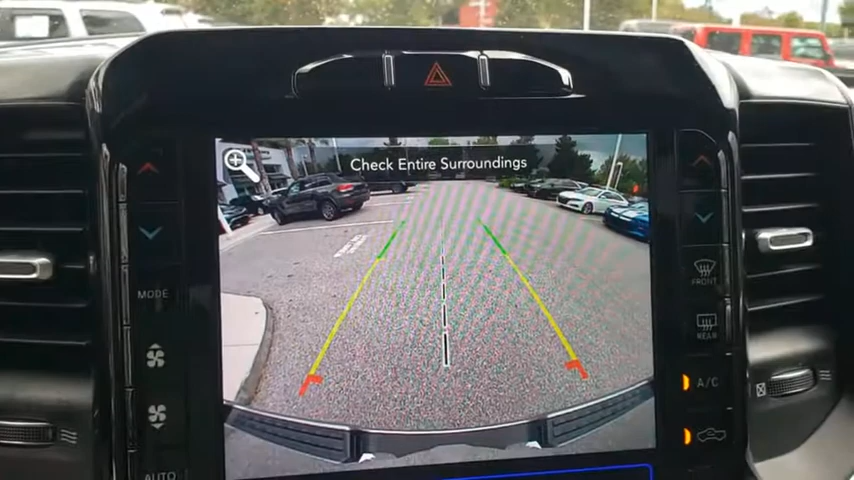 Check Entire Surroundings
MODE
FRONT
REAR
A/C
AUTO